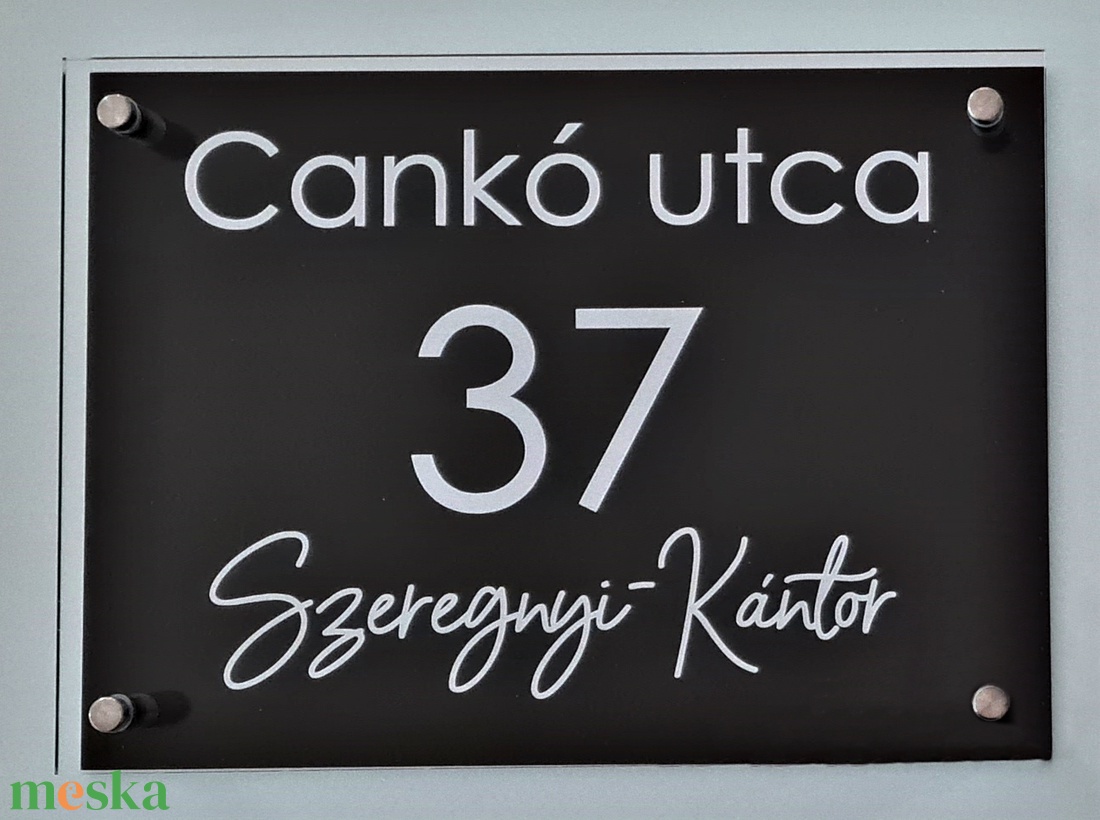 Cankó utca
37
Szeregnyi-Kántor
meska